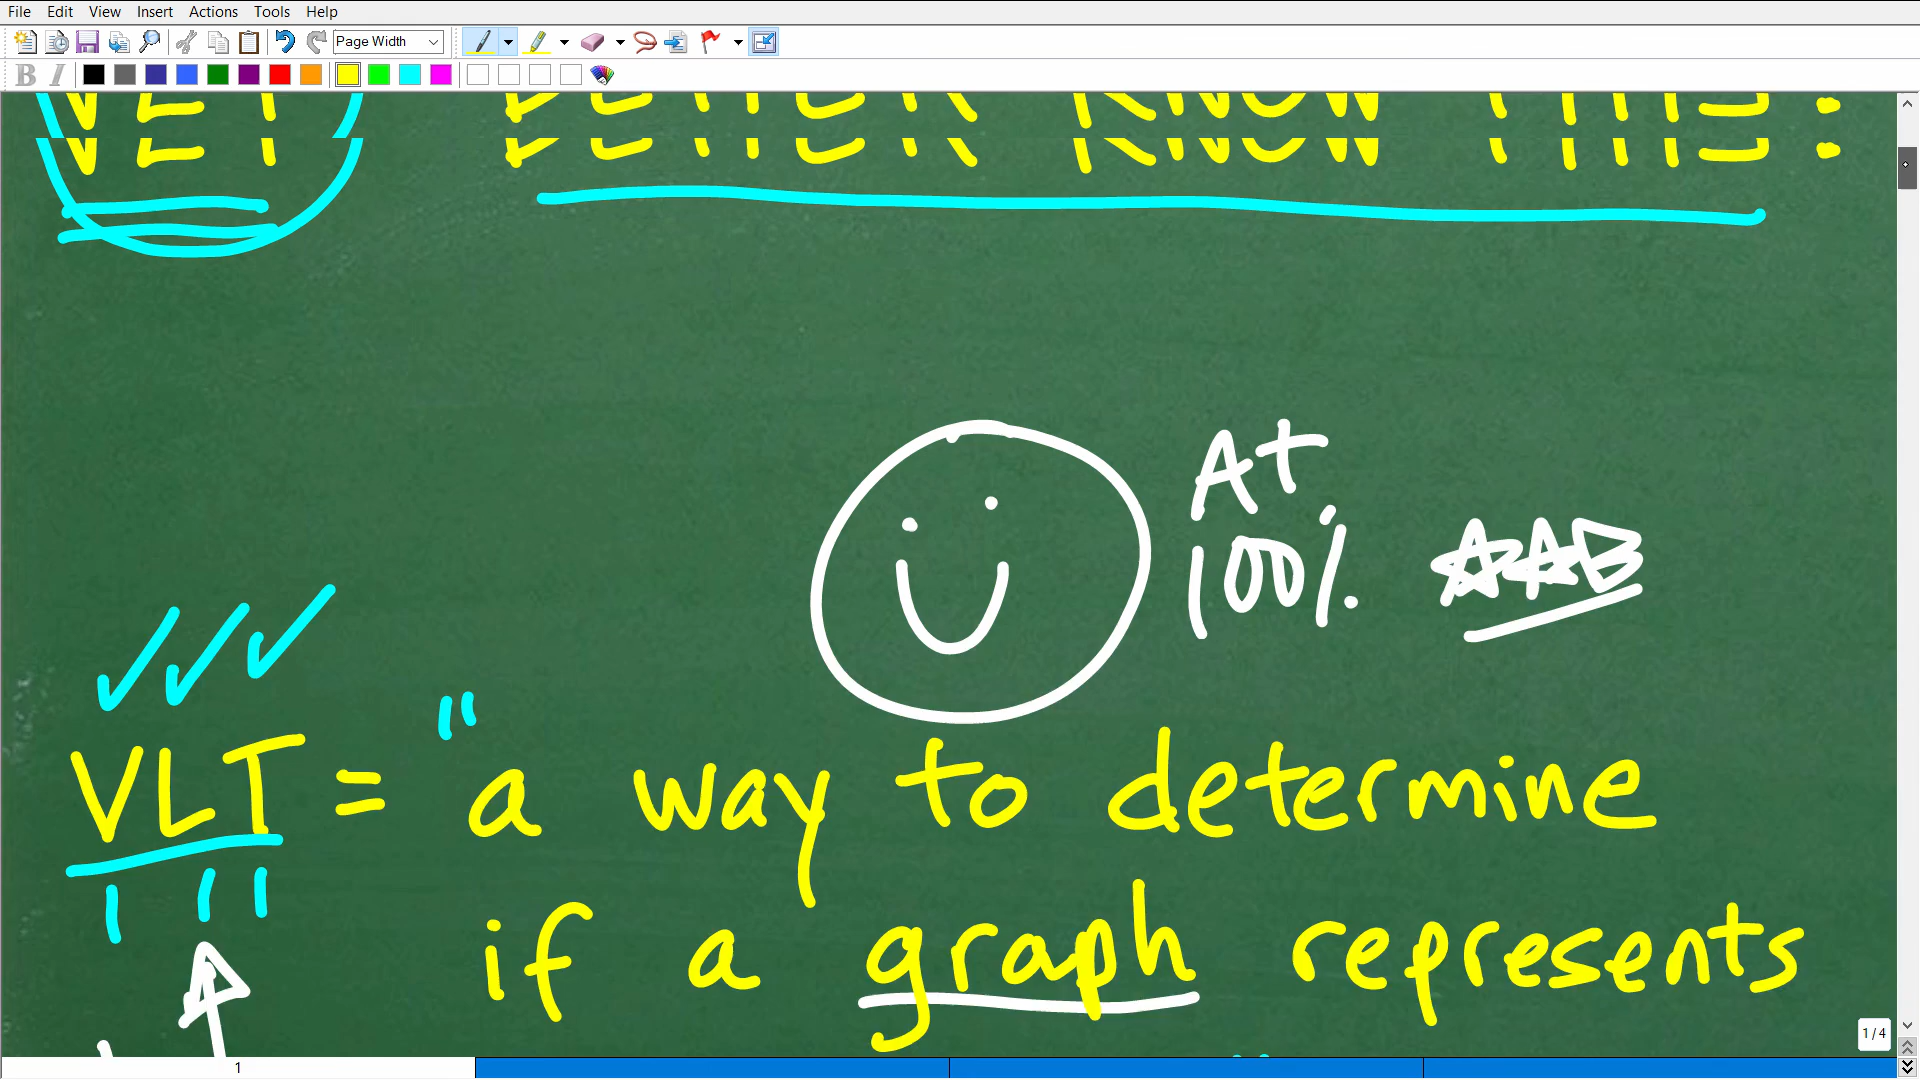 File Edit View Insert Actions Tools Help
Page Width
B I
A+
100%
VLT = " a way to determine
if a graph represents
1 / 4
1